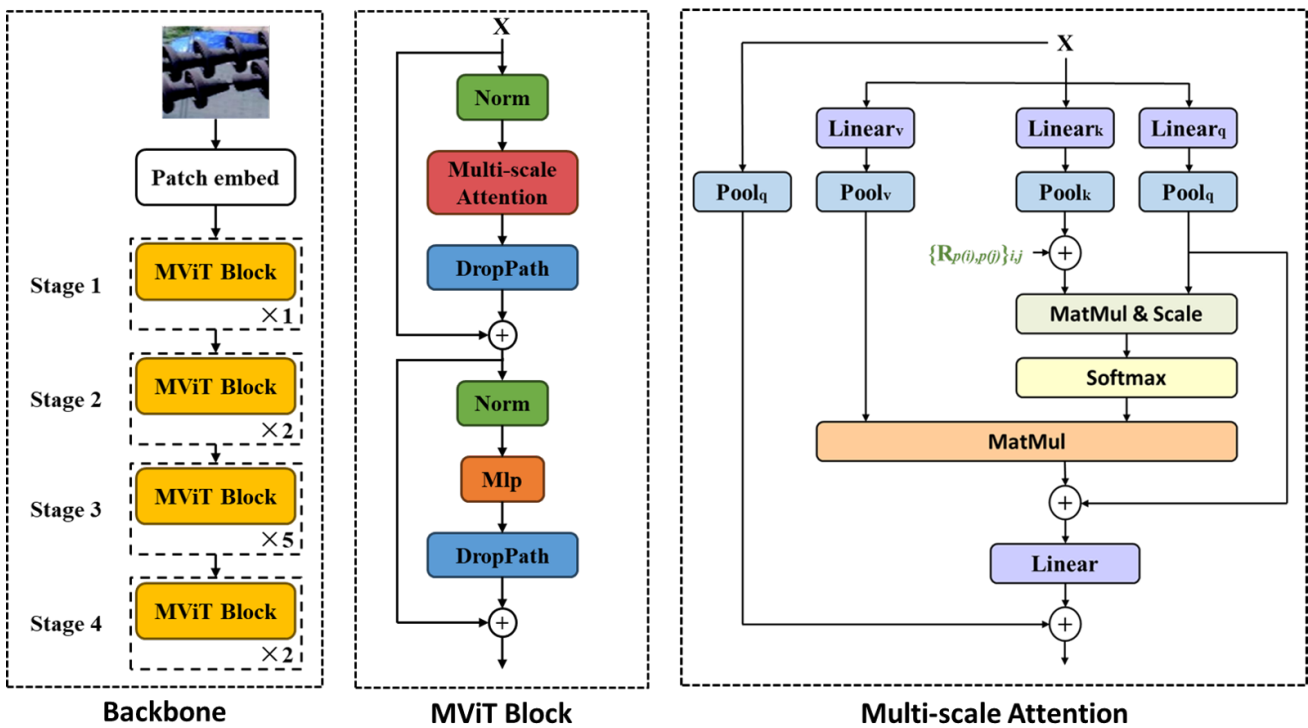 Patch embed
Stage 1
MViT Block
×1
Stage 2
MViT Block
×2
Stage 3
MViT Block
×5
Stage 4
MViT Block
×2
Backbone
X
Norm
Multi-scale
Attention
DropPath
+
Norm
Mlp
DropPath
+
MViT Block
X
Linearv
Lineark
Linearq
Poolq
Poolv
Poolk
Poolq
{Rp(i),p(j)}i,j
+
MatMul & Scale
Softmax
MatMul
+
Linear
+
Multi-scale Attention